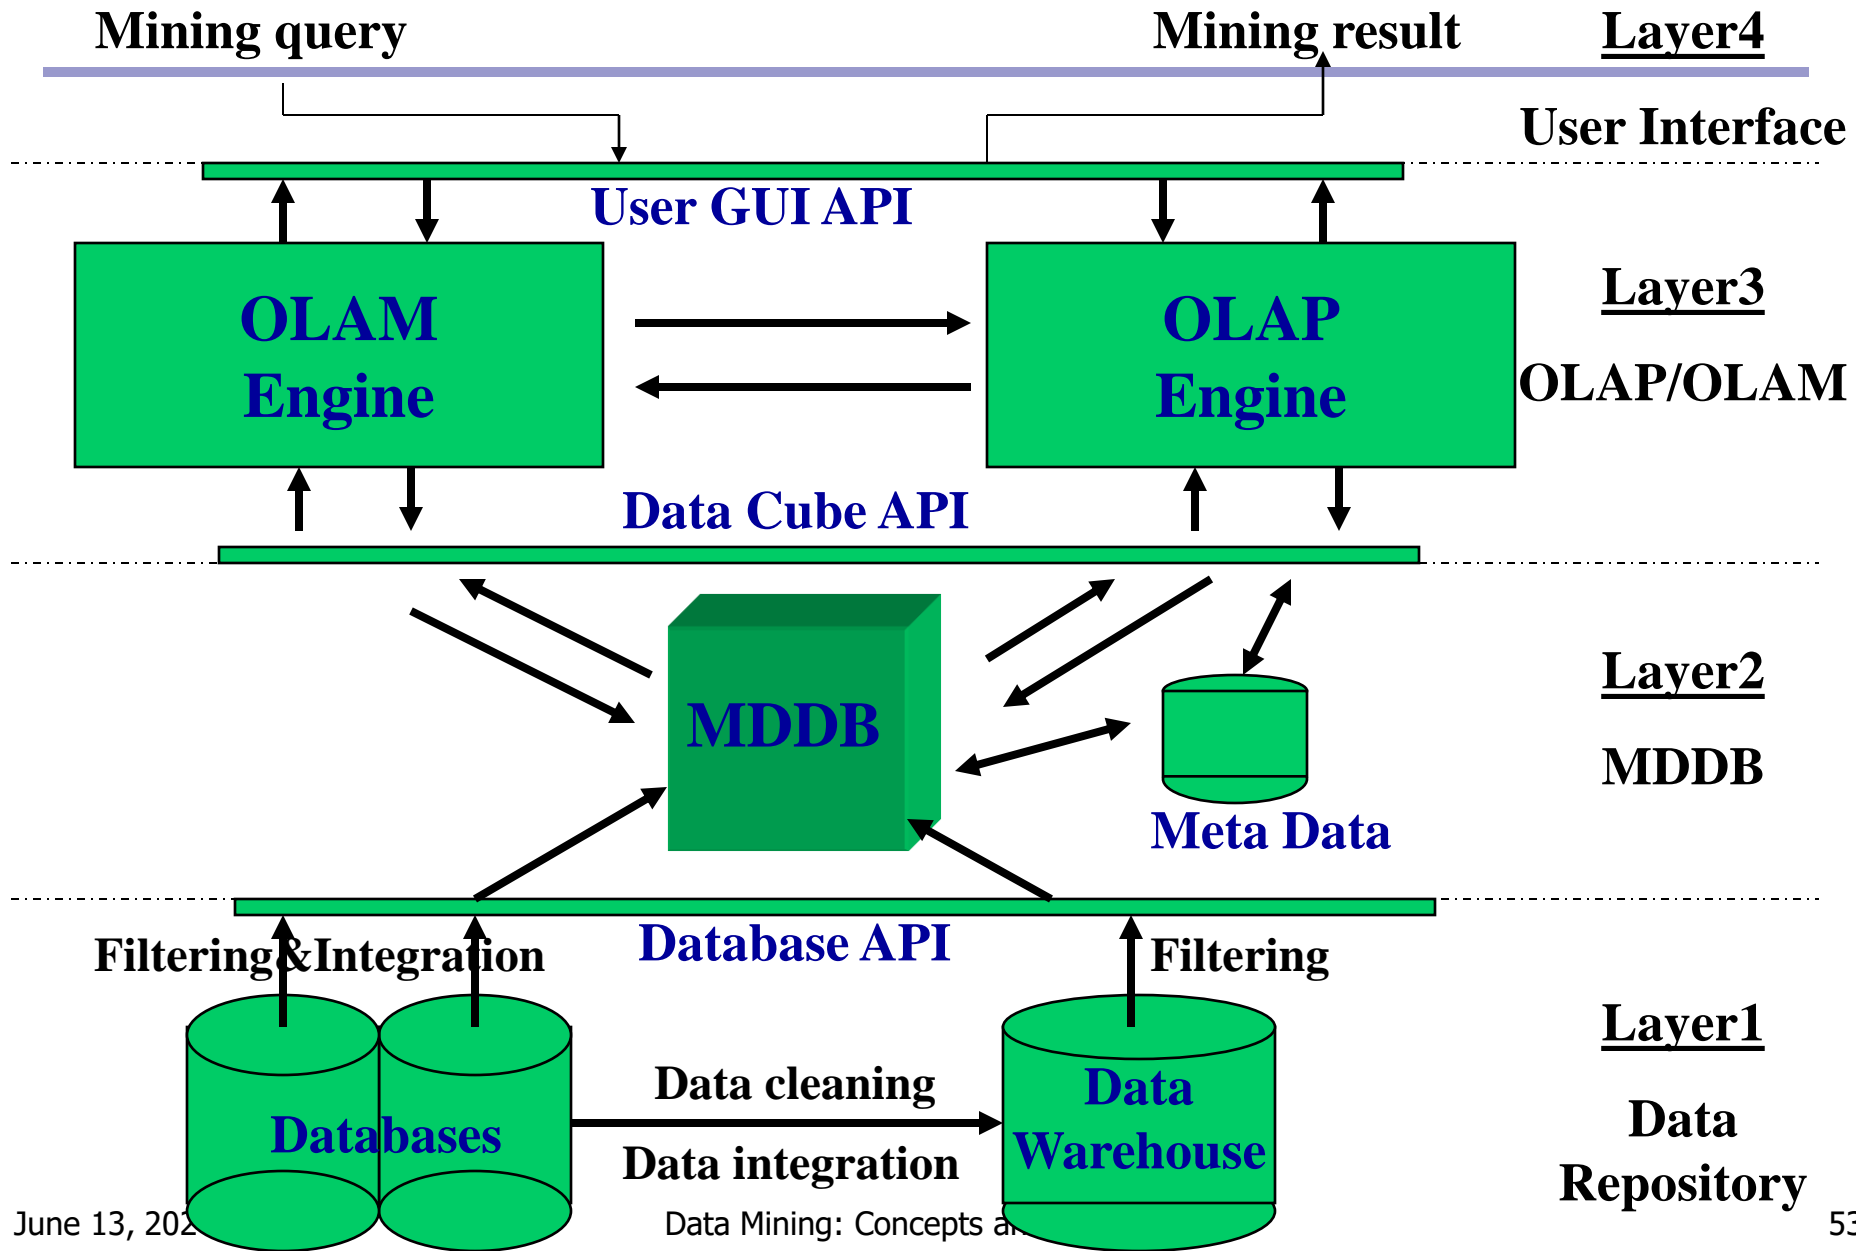 Mining query
Mining result
Layer4
User Interface
User GUI API
OLAM
Engine
OLAP
Engine
Layer3
OLAP/OLAM
Data Cube API
MDDB
Layer2
MDDB
Meta Data
Filtering&Integration
Database API
Filtering
Layer1
Data
Repository
Databases
Data cleaning
Data integration
Data
Warehouse
June 13, 202
Data Mining: Concepts a
53